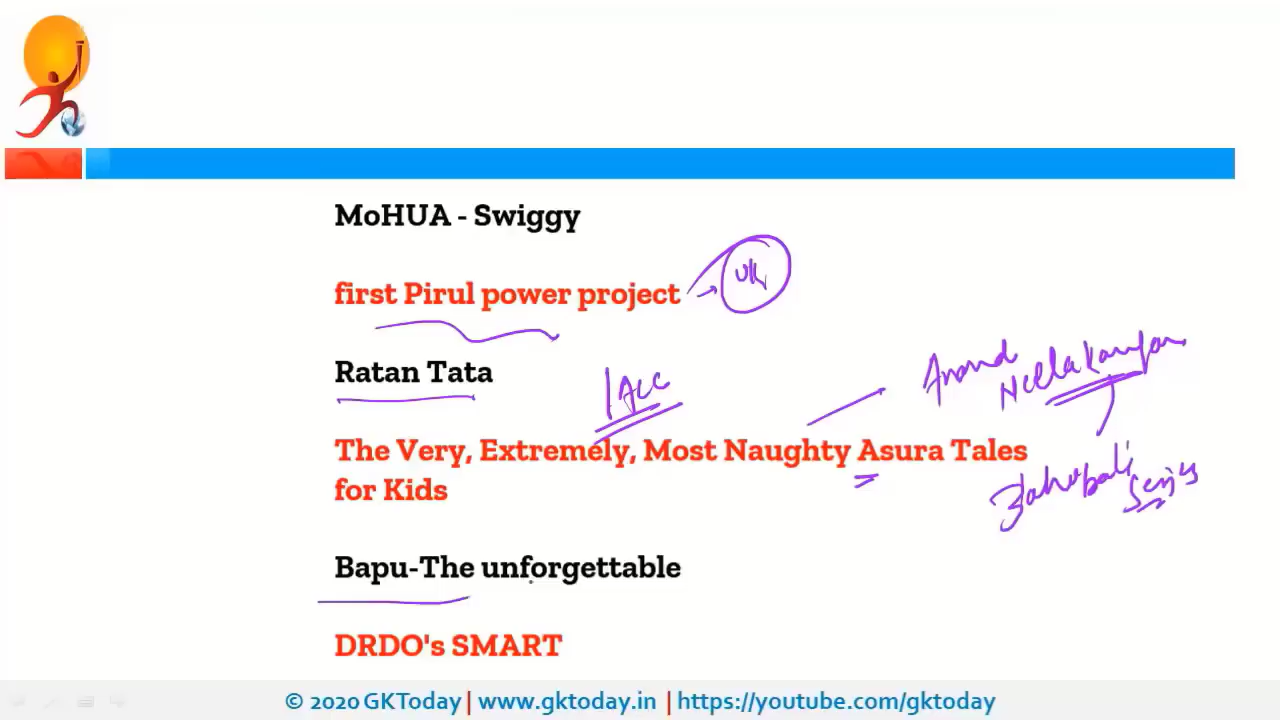 MoHUA - Swiggy
first Pirul power project
UK
Ratan Tata
IACC
Anand
Neelakantan
The Very, Extremely, Most Naughty Asura Tales
for Kids
Bahubali
Series
Bapu-The unforgettable
DRDO's SMART
© 2020 GKToday | www.gktoday.in | https://youtube.com/gktoday